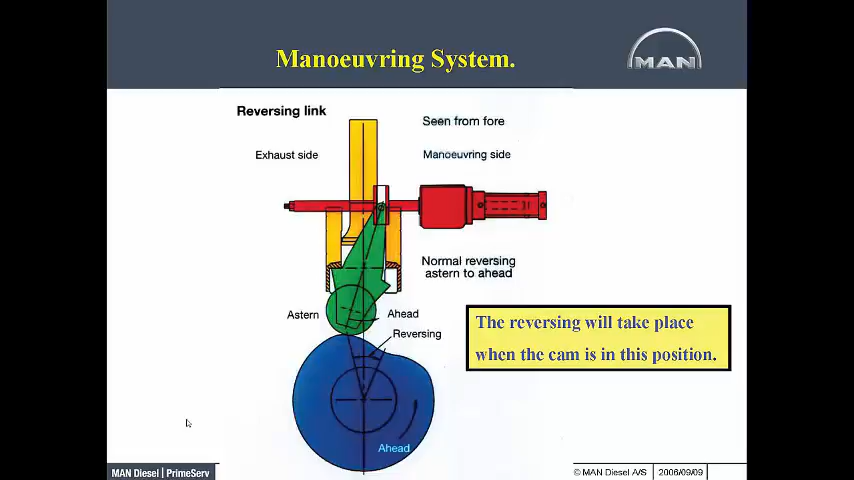 Manoeuvring System.
MAN
Reversing link
Seen from fore
Exhaust side
Manoeuvring side
Normal reversing
astern to ahead
Astern
Ahead
Reversing
The reversing will take place
when the cam is in this position.
Ahead
MAN Diesel | PrimeServ
© MAN Diesel A/S
2006/09/09